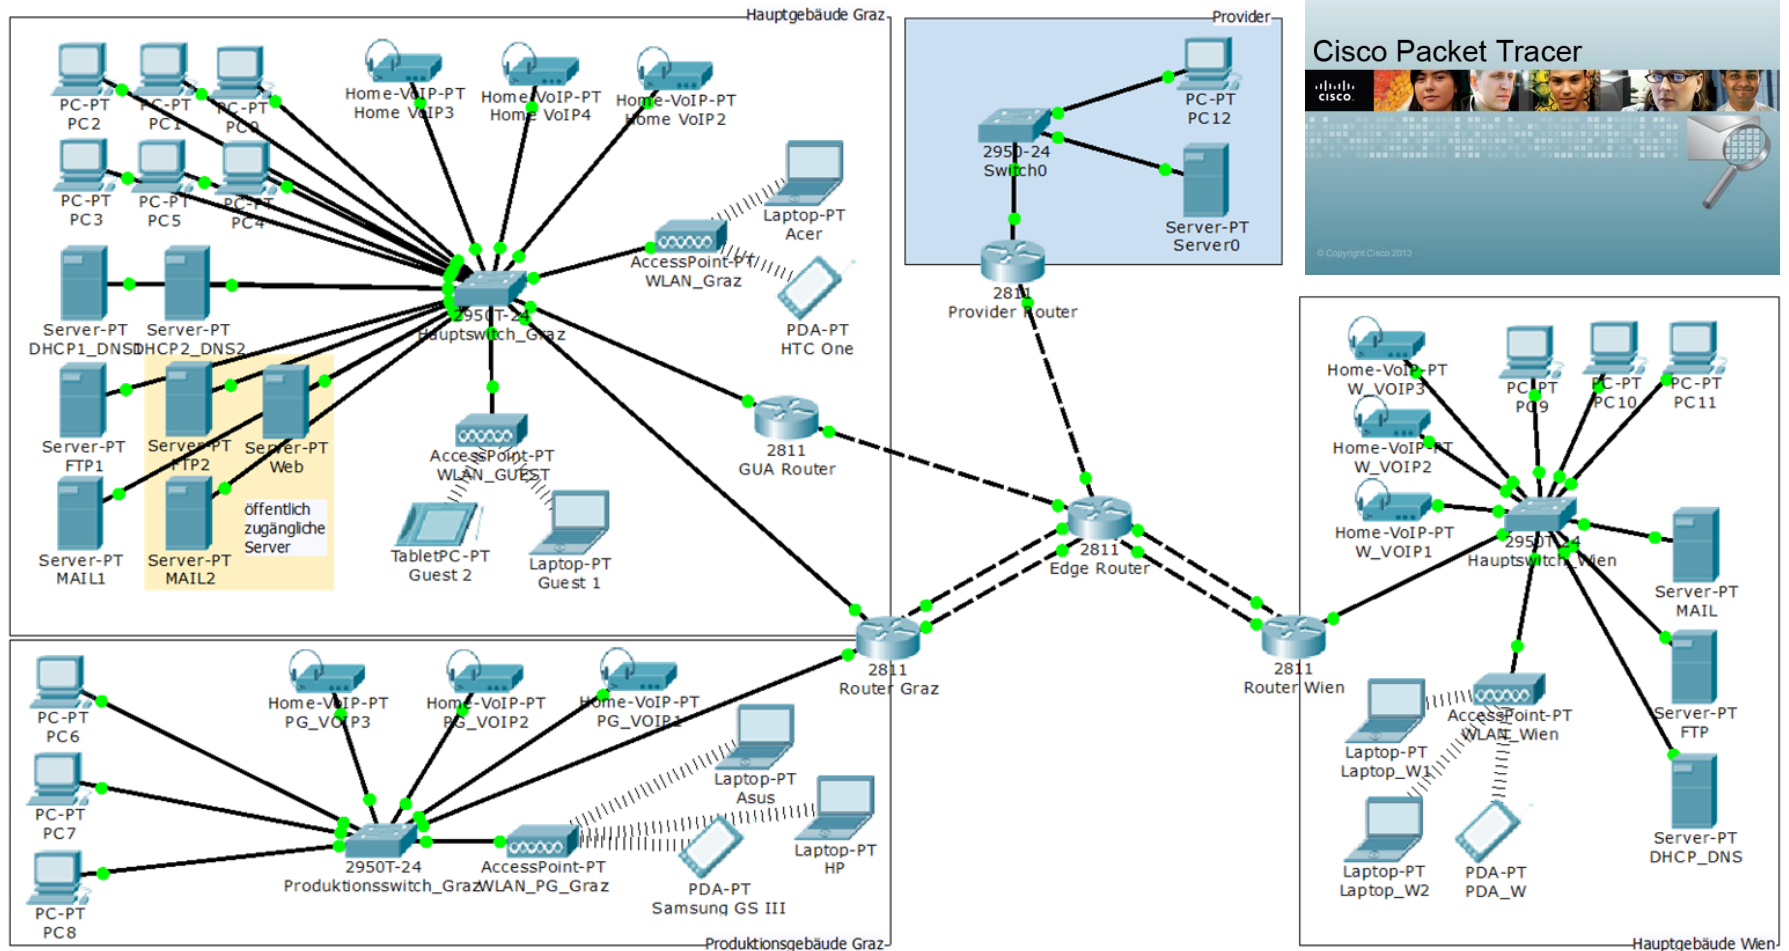 Hauptgebäude Graz
PC-PT
PC2
PC-PT
PC1
PC-PT
PC0
Home-VoIP-PT
Home VoIP3
Home-VoIP-PT
Home VoIP4
Home-VoIP-PT
Home VoIP2
PC-PT
PC3
PC-PT
PC5
PC-PT
PC4
Laptop-PT
Acer
AccessPoint-PT
WLAN_Graz
PDA-PT
HTC One
Server-PT
DHCP1_DNS1
Server-PT
DHCP2_DNS2
2950T-24
Hauptswitch_Graz
Server-PT
FTP1
Server-PT
FTP2
Server-PT
Web
AccessPoint-PT
WLAN_GUEST
2811
GUA Router
Server-PT
MAIL1
Server-PT
MAIL2
öffentlich
zugängliche
Server
TabletPC-PT
Guest 2
Laptop-PT
Guest 1
Provider
PC-PT
PC12
2950-24
Switch0
Server-PT
Server0
2811
Provider Router
Cisco Packet Tracer
CISCO
© Copyright Cisco 2013
2811
Edge Router
2811
Router Graz
2811
Router Wien
Home-VoIP-PT
W_VOIP3
PC-PT
PC9
PC-PT
PC10
PC-PT
PC11
Home-VoIP-PT
W_VOIP2
Home-VoIP-PT
W_VOIP1
2950T-24
Hauptswitch_Wien
Server-PT
MAIL
AccessPoint-PT
WLAN_Wien
Server-PT
FTP
Laptop-PT
Laptop_W1
Laptop-PT
Laptop_W2
PDA-PT
PDA_W
Server-PT
DHCP_DNS
Hauptgebäude Wien
PC-PT
PC6
Home-VoIP-PT
PG_VOIP3
Home-VoIP-PT
PG_VOIP2
Home-VoIP-PT
PG_VOIP1
PC-PT
PC7
Laptop-PT
Asus
PC-PT
PC8
2950T-24
Produktionsswitch_Graz
AccessPoint-PT
WLAN_PG_Graz
PDA-PT
Samsung GS III
Laptop-PT
HP
Produktionsgebäude Graz